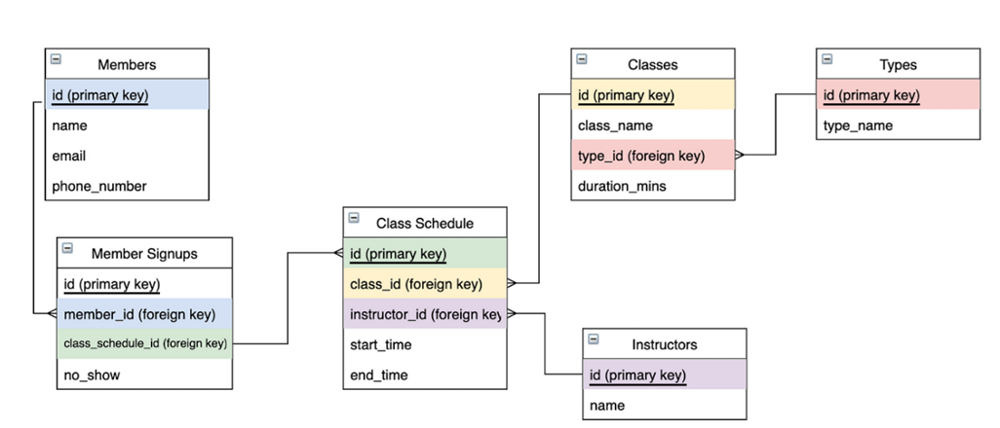 Members
id (primary key)
name
email
phone_number
Member Signups
id (primary key)
member_id (foreign key)
class_schedule_id (foreign key)
no_show
Class Schedule
id (primary key)
class_id (foreign key)
instructor_id (foreign key
start_time
end_time
Classes
id (primary key)
class_name
type_id (foreign key)
duration_mins
Types
id (primary key)
type_name
Instructors
id (primary key)
name